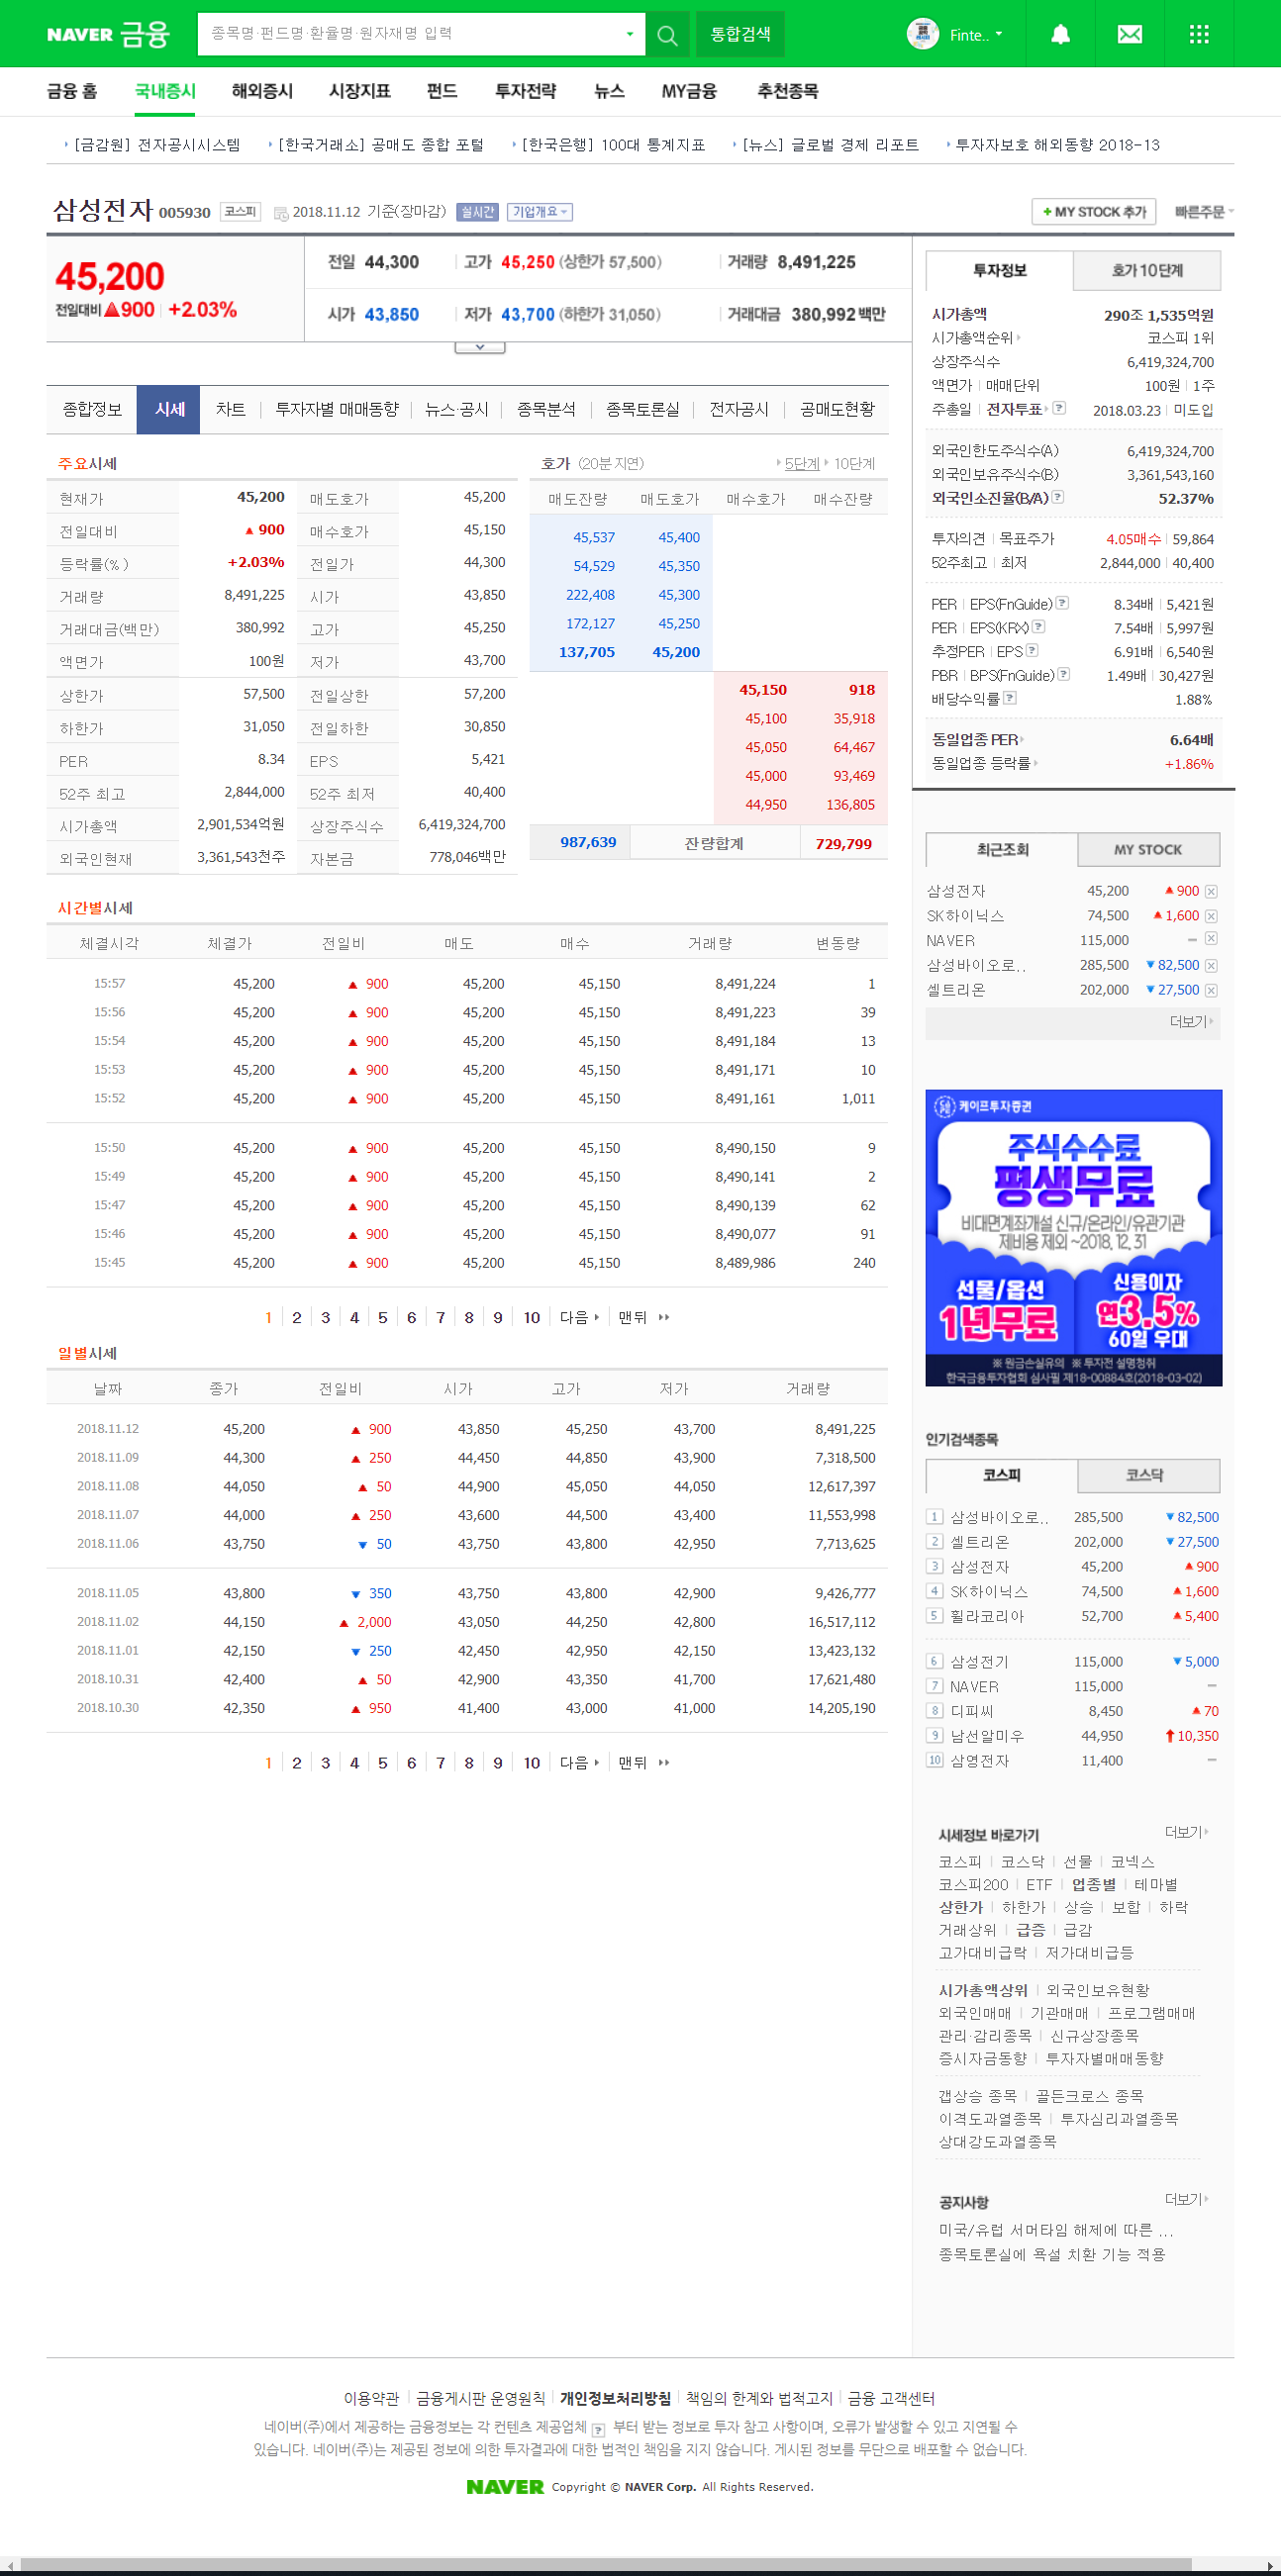 NAVER 금융
종목명·펀드명·환율명·원자재명 입력
통합검색
Finte..
금융 홈 국내증시 해외증시 시장지표 펀드 투자전략 뉴스 MY금융 추천종목
[금감원] 전자공시시스템 [한국거래소] 공매도 종합 포털 [한국은행] 100대 통계지표 [뉴스] 글로벌 경제 리포트 투자자보호 해외동향 2018-13
삼성전자 005930 코스피 2018.11.12 기준(장마감) 실시간 기업개요
+ MY STOCK 추가 빠른주문
45,200
전일대비 ▲900 +2.03%
전일 44,300 고가 45,250 (상한가 57,500) 거래량 8,491,225
시가 43,850 저가 43,700 (하한가 31,050) 거래대금 380,992 백만
종합정보 시세 차트 투자자별 매매동향 뉴스·공시 종목분석 종목토론실 전자공시 공매도현황
주요시세
현재가 45,200 매도호가 45,200
전일대비 ▲ 900 매수호가 45,150
등락률(%) +2.03% 전일가 44,300
거래량 8,491,225 시가 43,850
거래대금(백만) 380,992 고가 45,250
액면가 100원 저가 43,700
상한가 57,500 전일상한 57,200
하한가 31,050 전일하한 30,850
PER 8.34 EPS 5,421
52주 최고 2,844,000 52주 최저 40,400
시가총액 2,901,534억원 상장주식수 6,419,324,700
외국인현재 3,361,543천주 자본금 778,046백만
호가 (20분 지연) 5단계 10단계
매도잔량 매도호가 매수호가 매수잔량
45,537 45,400
54,529 45,350
222,408 45,300
172,127 45,250
137,705 45,200
45,150 918
45,100 35,918
45,050 64,467
45,000 93,469
44,950 136,805
987,639 잔량합계 729,799
시간별시세
체결시각 체결가 전일비 매도 매수 거래량 변동량
15:57 45,200 ▲ 900 45,200 45,150 8,491,224 1
15:56 45,200 ▲ 900 45,200 45,150 8,491,223 39
15:54 45,200 ▲ 900 45,200 45,150 8,491,184 13
15:53 45,200 ▲ 900 45,200 45,150 8,491,171 10
15:52 45,200 ▲ 900 45,200 45,150 8,491,161 1,011
15:50 45,200 ▲ 900 45,200 45,150 8,490,150 9
15:49 45,200 ▲ 900 45,200 45,150 8,490,141 2
15:47 45,200 ▲ 900 45,200 45,150 8,490,139 62
15:46 45,200 ▲ 900 45,200 45,150 8,490,077 91
15:45 45,200 ▲ 900 45,200 45,150 8,489,986 240
1 2 3 4 5 6 7 8 9 10 다음 맨뒤
일별시세
날짜 종가 전일비 시가 고가 저가 거래량
2018.11.12 45,200 ▲ 900 43,850 45,250 43,700 8,491,225
2018.11.09 44,300 ▲ 250 44,450 44,850 43,900 7,318,500
2018.11.08 44,050 ▲ 50 44,900 45,050 44,050 12,617,397
2018.11.07 44,000 ▲ 250 43,600 44,500 43,400 11,553,998
2018.11.06 43,750 ▼ 50 43,750 43,800 42,950 7,713,625
2018.11.05 43,800 ▼ 350 43,750 43,800 42,900 9,426,777
2018.11.02 44,150 ▲ 2,000 43,050 44,250 42,800 16,517,112
2018.11.01 42,150 ▼ 250 42,450 42,950 42,150 13,423,132
2018.10.31 42,400 ▲ 50 42,900 43,350 41,700 17,621,480
2018.10.30 42,350 ▲ 950 41,400 43,000 41,000 14,205,190
1 2 3 4 5 6 7 8 9 10 다음 맨뒤
투자정보 호가 10단계
시가총액 290조 1,535억원
시가총액순위 코스피 1위
상장주식수 6,419,324,700
액면가 매매단위 100원 1주
주총일 전자투표 ? 2018.03.23 미도입
외국인한도주식수(A) 6,419,324,700
외국인보유주식수(B) 3,361,543,160
외국인소진율(B/A) ? 52.37%
투자의견 목표주가 4.05매수 59,864
52주최고 최저 2,844,000 40,400
PER EPS(FnGuide) ? 8.34배 5,421원
PER EPS(KRX) ? 7.54배 5,997원
추정PER EPS ? 6.91배 6,540원
PBR BPS(FnGuide) ? 1.49배 30,427원
배당수익률 ? 1.88%
동일업종 PER 6.64배
동일업종 등락률 +1.86%
최근조회 MY STOCK
삼성전자 45,200 ▲ 900
SK하이닉스 74,500 ▲ 1,600
NAVER 115,000 –
삼성바이오로.. 285,500 ▼ 82,500
셀트리온 202,000 ▼ 27,500
더보기
케이프투자증권
주식수수료
평생무료
비대면계좌개설 신규/온라인/유관기관
제비용 제외 ~2018.12.31
선물/옵션
1년무료
신용이자
연3.5%
60일 우대
※ 원금손실유의 ※ 투자전 설명청취
한국금융투자협회 심사필 제18-00884호(2018-03-02)
인기검색종목
코스피 코스닥
1 삼성바이오로.. 285,500 ▼ 82,500
2 셀트리온 202,000 ▼ 27,500
3 삼성전자 45,200 ▲ 900
4 SK하이닉스 74,500 ▲ 1,600
5 휠라코리아 52,700 ▲ 5,400
6 삼성전기 115,000 ▼ 5,000
7 NAVER 115,000 –
8 디피씨 8,450 ▲ 70
9 남선알미우 44,950 ↑ 10,350
10 삼영전자 11,400 –
시세정보 바로가기 더보기
코스피 코스닥 선물 코넥스
코스피200 ETF 업종별 테마별
상한가 하한가 상승 보합 하락
거래상위 급증 급감
고가대비급락 저가대비급등
시가총액상위 외국인보유현황
외국인매매 기관매매 프로그램매매
관리·감리종목 신규상장종목
증시자금동향 투자자별매매동향
갭상승 종목 골든크로스 종목
이격도과열종목 투자심리과열종목
상대강도과열종목
공지사항 더보기
미국/유럽 서머타임 해제에 따른 ...
종목토론실에 욕설 치환 기능 적용
이용약관 금융게시판 운영원칙 개인정보처리방침 책임의 한계와 법적고지 금융 고객센터
네이버(주)에서 제공하는 금융정보는 각 컨텐츠 제공업체 ? 부터 받는 정보로 투자 참고 사항이며, 오류가 발생할 수 있고 지연될 수
있습니다. 네이버(주)는 제공된 정보에 의한 투자결과에 대한 법적인 책임을 지지 않습니다. 게시된 정보를 무단으로 배포할 수 없습니다.
NAVER Copyright © NAVER Corp. All Rights Reserved.